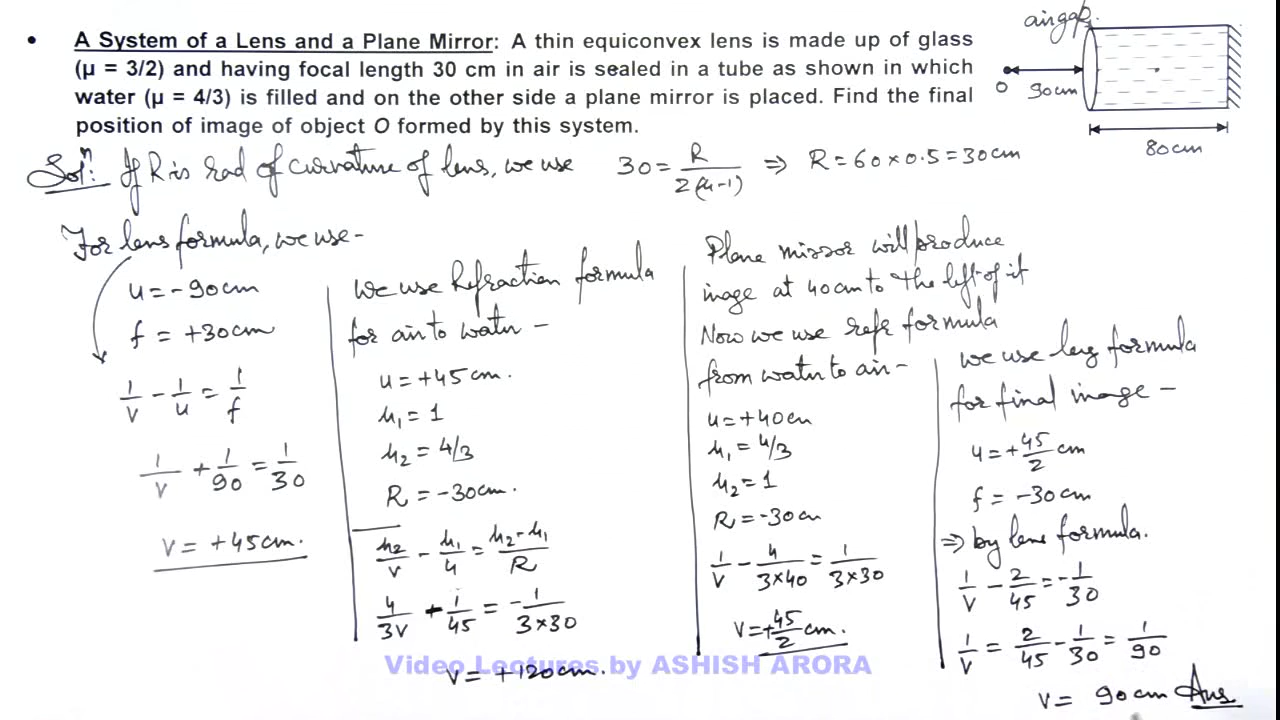 airgap.
• A System of a Lens and a Plane Mirror: A thin equiconvex lens is made up of glass
(μ = 3/2) and having focal length 30 cm in air is sealed in a tube as shown in which
water (μ = 4/3) is filled and on the other side a plane mirror is placed. Find the final
position of image of object O formed by this system.
O 90cm
80cm
Solⁿ: If R is rad of curvature of lens, we use 30 = R/2(μ-1) ⇒ R = 60×0.5 = 30cm
For lens formula, we use-
u = -90cm
f = +30cm
1/v - 1/u = 1/f
1/v + 1/90 = 1/30
v = +45cm.
We use Refraction formula
for air to water -
u = +45cm.
μ₁ = 1
μ₂ = 4/3
R = -30cm.
μ₂/v - μ₁/u = μ₂-μ₁/R
4/3v - 1/45 = -1/3×30
v = +120cm.
Plane mirror will produce
image at 40cm to the left of it
Now we use refr formula
from water to air-
u = +40cm
μ₁ = 4/3
μ₂ = 1
R = -30cm
1/v - 4/3×40 = 1/3×30
v = +45/2 cm.
we use leng formula
for final image -
u = +45/2 cm
f = -30cm
⇒ by lens formula.
1/v - 2/45 = -1/30
1/v = 2/45 - 1/30 = 1/90
v = 90cm Ans
Video Lectures by ASHISH ARORA